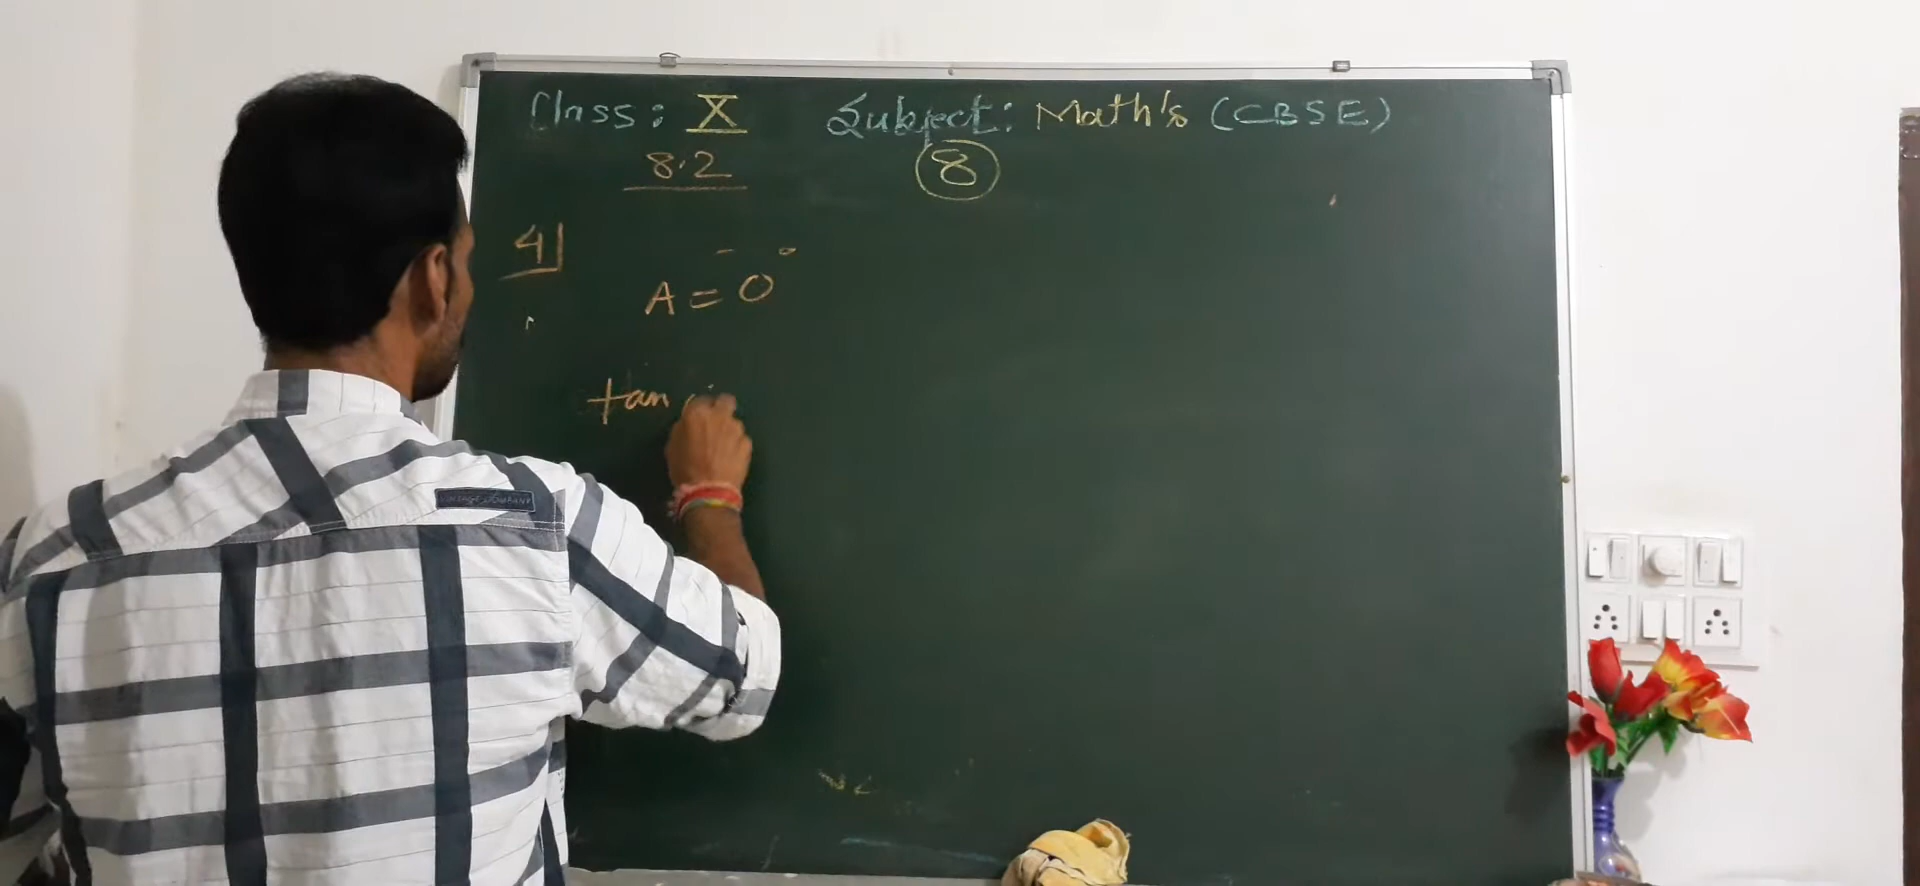 Class: X Subject: Math's (CBSE)
8.2 8
4
A = 0
tan